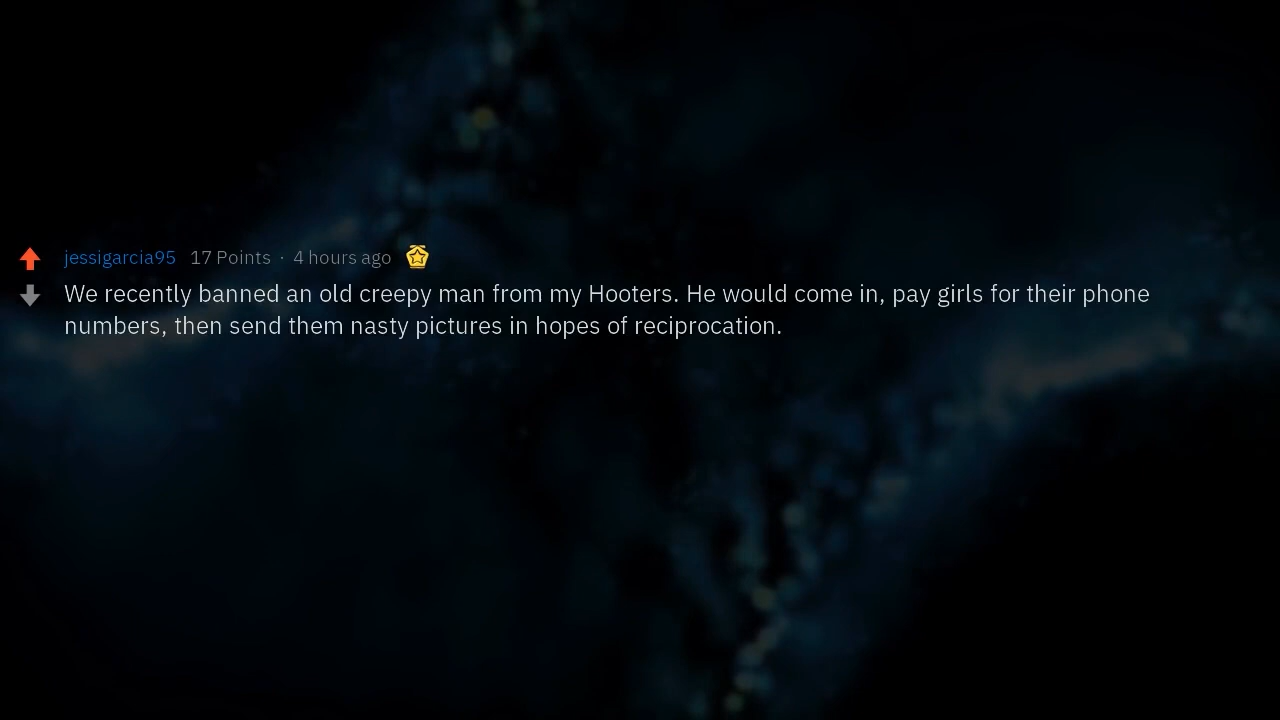 jessigarcia95 17 Points · 4 hours ago
We recently banned an old creepy man from my Hooters. He would come in, pay girls for their phone
numbers, then send them nasty pictures in hopes of reciprocation.